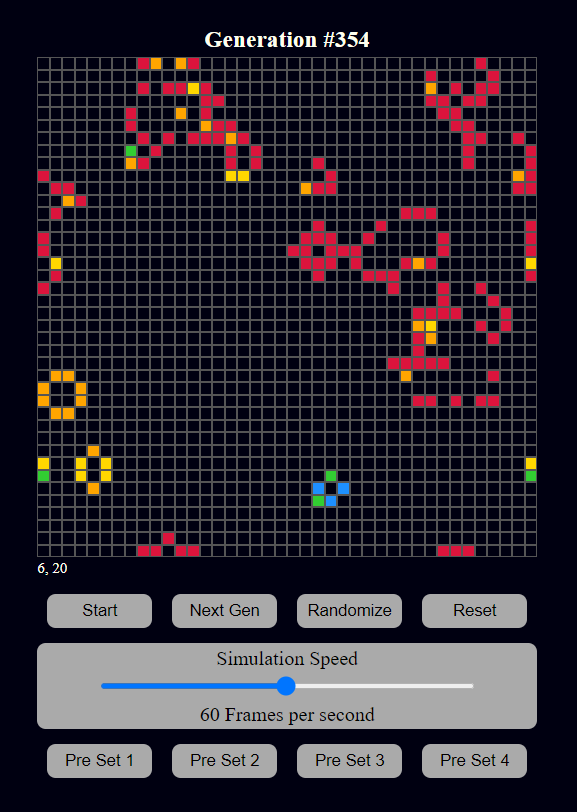 Generation #354
6, 20
Start Next Gen Randomize Reset
Simulation Speed
60 Frames per second
Pre Set 1 Pre Set 2 Pre Set 3 Pre Set 4